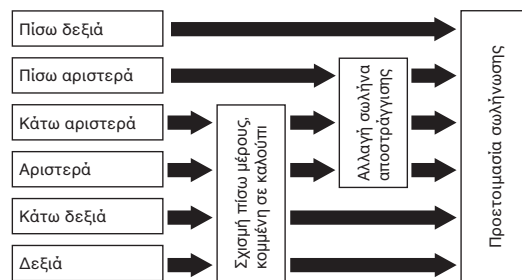 Πίσω δεξιά
Πίσω αριστερά
Κάτω αριστερά
Αριστερά
Κάτω δεξιά
Δεξιά
Σχισμή πίσω μέρους,
κομμένη σε καλούπι
Αλλαγή σωλήνα
αποστράγγισης
Προετοιμασία σωλήνωσης